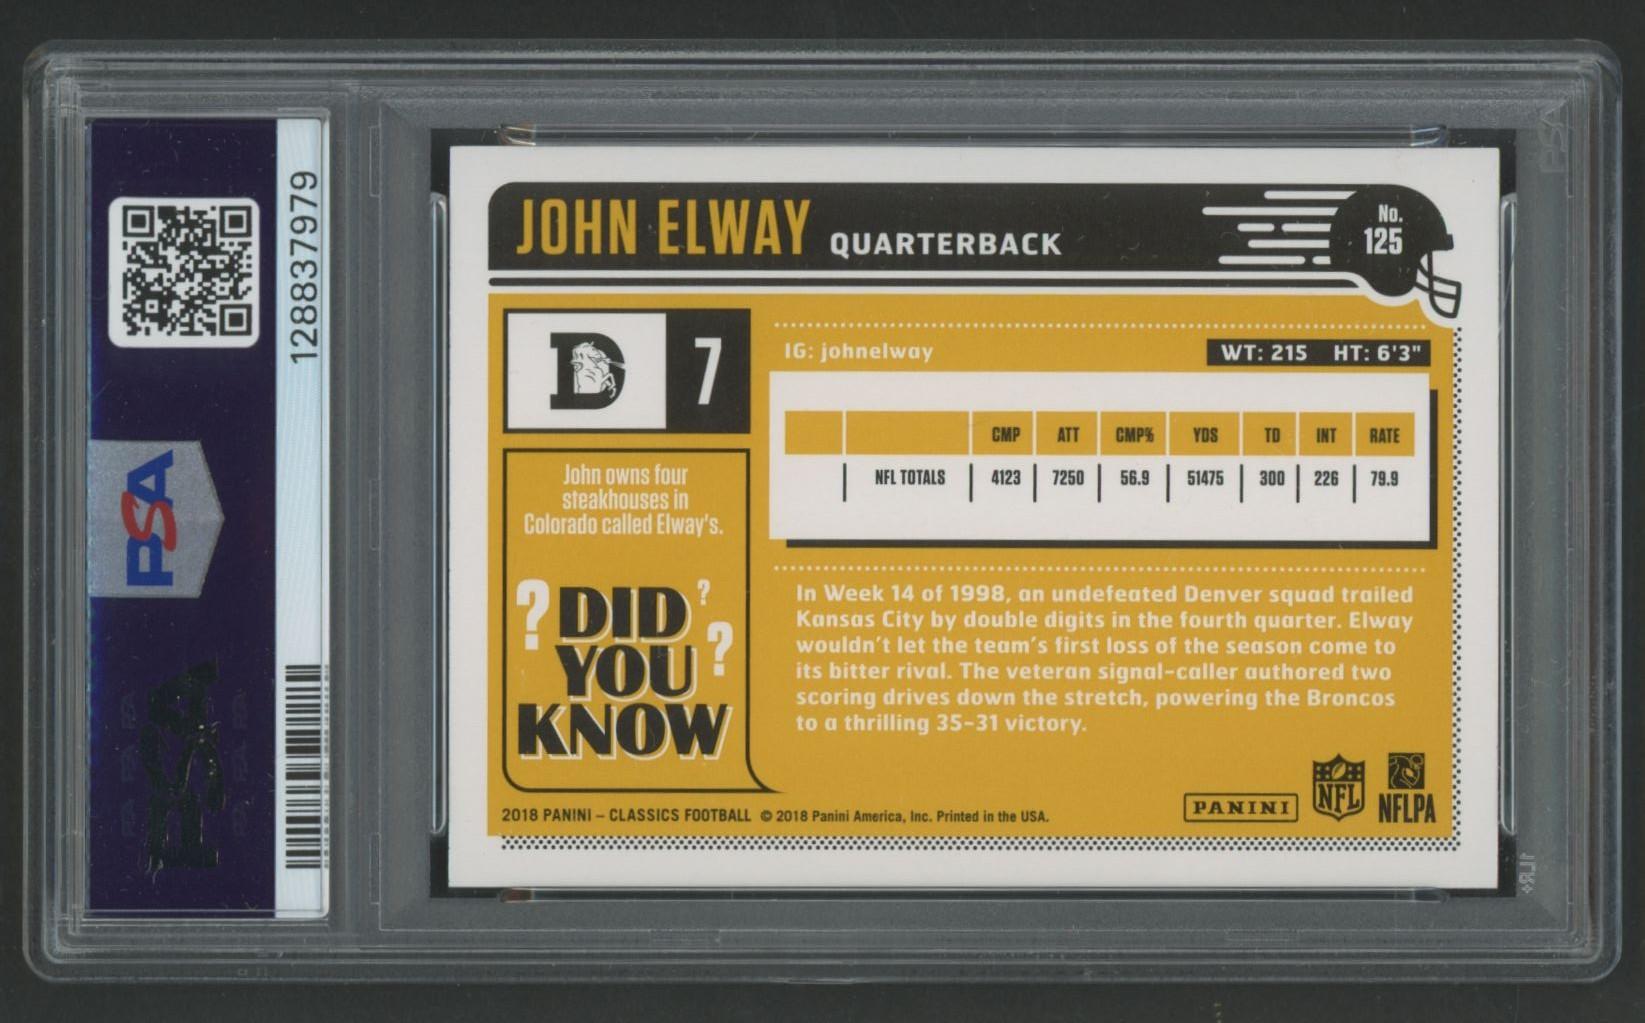 JOHN ELWAY QUARTERBACK
No.
125
D 7
IG: johnelway
WT: 215 HT: 6'3"
CMP ATT CMP% YDS TD INT RATE
NFL TOTALS 4123 7250 56.9 51475 300 226 79.9
John owns four
steakhouses in
Colorado called Elway's.
? DID ?
YOU ?
KNOW
In Week 14 of 1998, an undefeated Denver squad trailed
Kansas City by double digits in the fourth quarter. Elway
wouldn't let the team's first loss of the season come to
its bitter rival. The veteran signal-caller authored two
scoring drives down the stretch, powering the Broncos
to a thrilling 35-31 victory.
2018 PANINI – CLASSICS FOOTBALL © 2018 Panini America, Inc. Printed in the USA.
PANINI
NFL
NFLPA
128837979
PSA
PSA
PSA